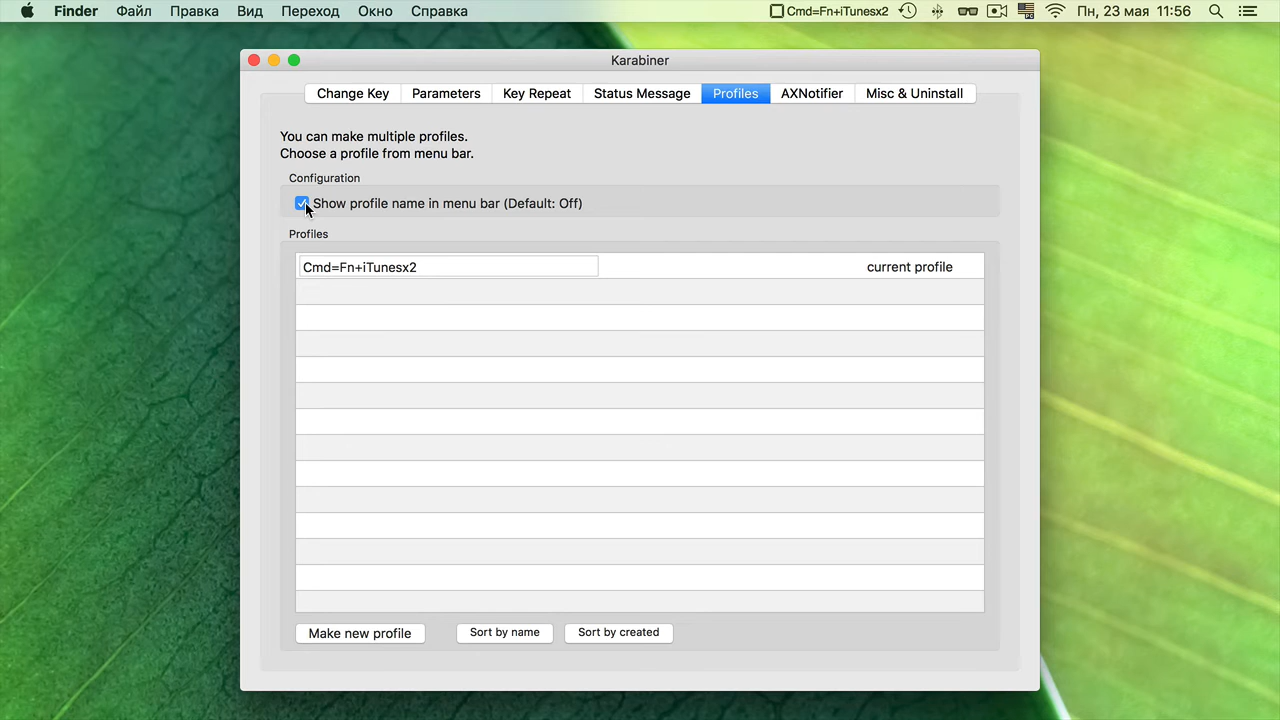 Finder Файл Правка Вид Переход Окно Справка Cmd=Fn+iTunesx2 Пн, 23 мая 11:56
Karabiner
Change Key Parameters Key Repeat Status Message Profiles AXNotifier Misc & Uninstall
You can make multiple profiles.
Choose a profile from menu bar.
Configuration
Show profile name in menu bar (Default: Off)
Profiles
Cmd=Fn+iTunesx2 current profile
Make new profile Sort by name Sort by created